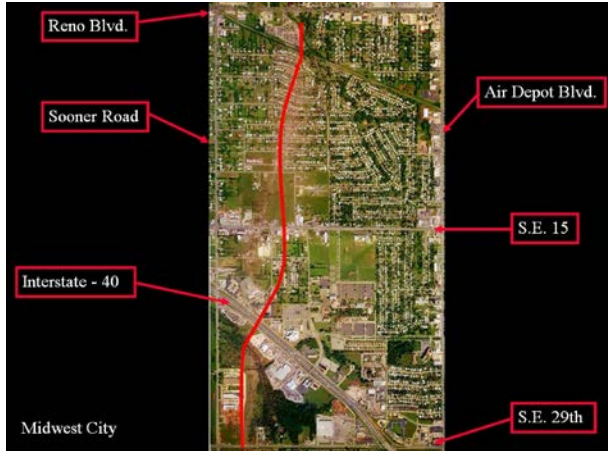 Reno Blvd.
Air Depot Blvd.
Sooner Road
S.E. 15
Interstate - 40
Midwest City
S.E. 29th